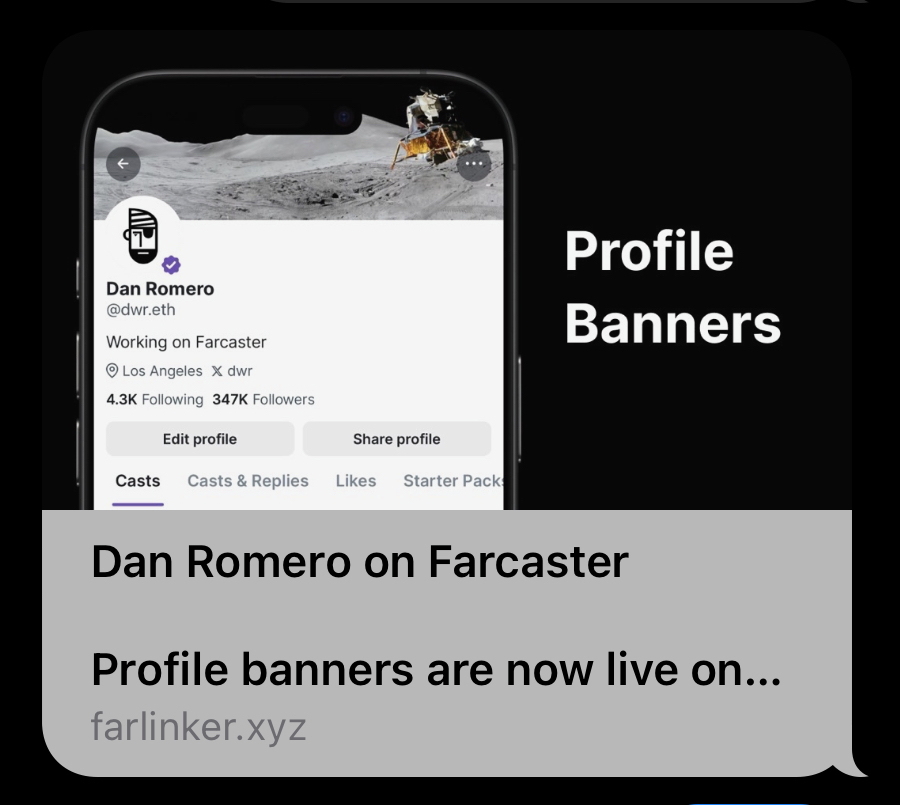 Profile
Banners
Dan Romero
@dwr.eth
Working on Farcaster
Los Angeles 𝕏 dwr
4.3K Following 347K Followers
Edit profile Share profile
Casts Casts & Replies Likes Starter Packs
Dan Romero on Farcaster
Profile banners are now live on...
farlinker.xyz